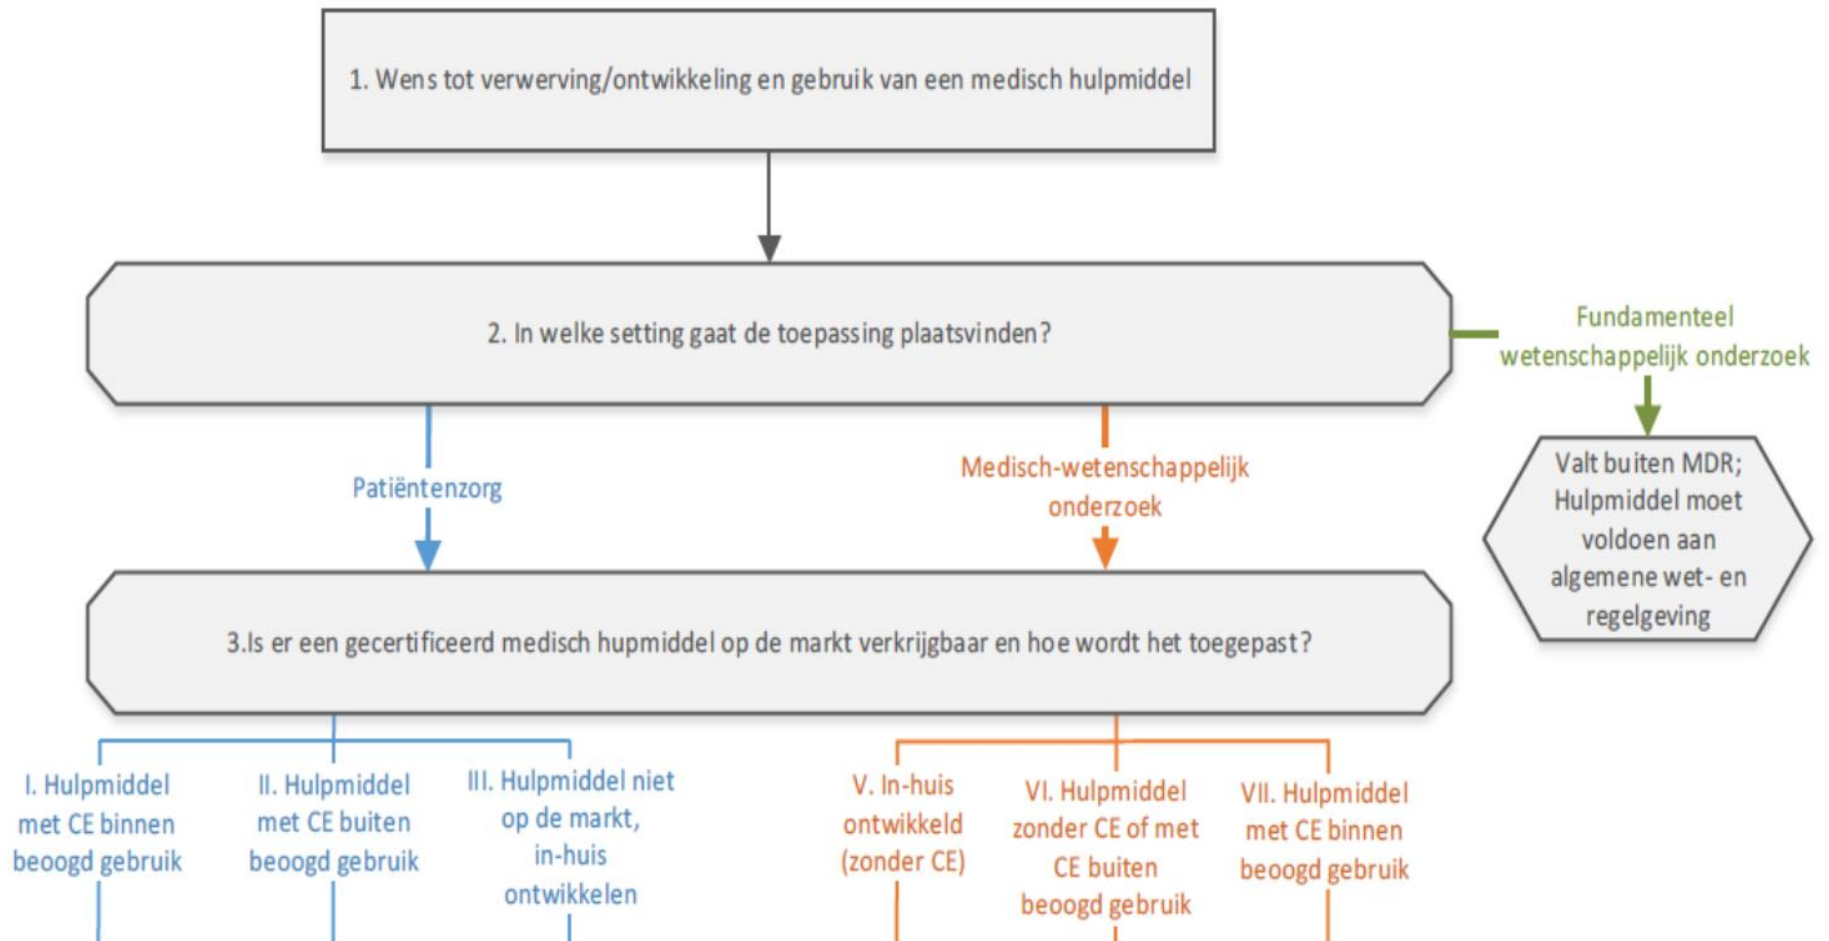 1. Wens tot verwerving/ontwikkeling en gebruik van een medisch hulpmiddel
2. In welke setting gaat de toepassing plaatsvinden?
Fundamenteel
wetenschappelijk onderzoek
Patiëntenzorg
Medisch-wetenschappelijk
onderzoek
Valt buiten MDR;
Hulpmiddel moet
voldoen aan
algemene wet- en
regelgeving
3.Is er een gecertificeerd medisch hupmiddel op de markt verkrijgbaar en hoe wordt het toegepast?
I. Hulpmiddel
met CE binnen
beoogd gebruik
II. Hulpmiddel
met CE buiten
beoogd gebruik
III. Hulpmiddel niet
op de markt,
in-huis
ontwikkelen
V. In-huis
ontwikkeld
(zonder CE)
VI. Hulpmiddel
zonder CE of met
CE buiten
beoogd gebruik
VII. Hulpmiddel
met CE binnen
beoogd gebruik